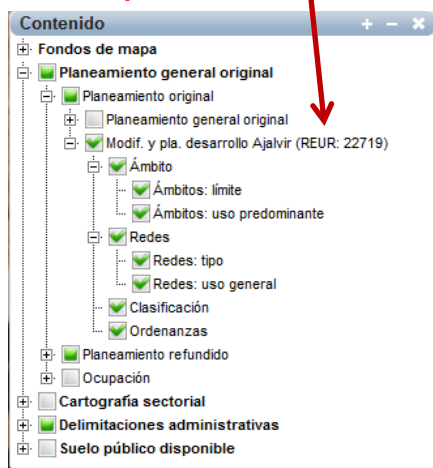 Contenido
Fondos de mapa
Planeamiento general original
Planeamiento original
Planeamiento general original
Modif. y pla. desarrollo Ajalvir (REUR: 22719)
Ámbito
Ámbitos: límite
Ámbitos: uso predominante
Redes
Redes: tipo
Redes: uso general
Clasificación
Ordenanzas
Planeamiento refundido
Ocupación
Cartografía sectorial
Delimitaciones administrativas
Suelo público disponible